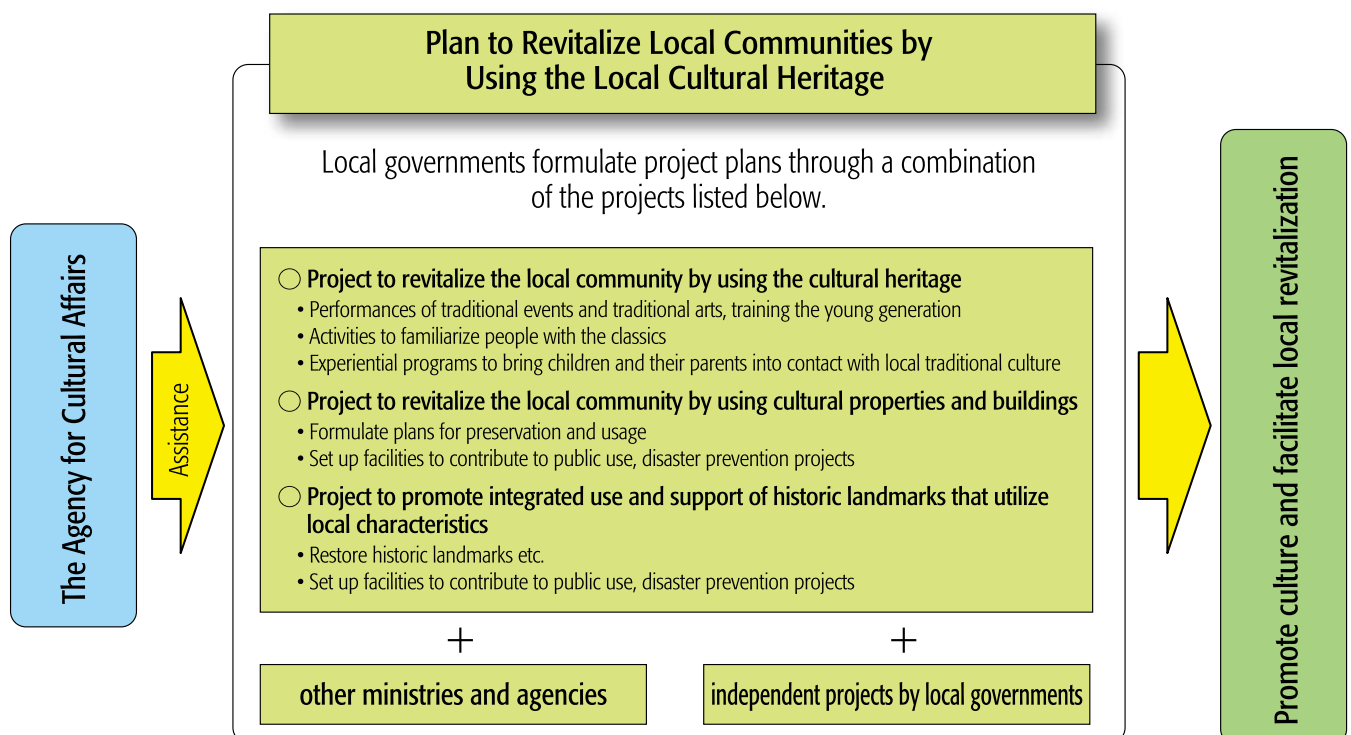 Plan to Revitalize Local Communities by
Using the Local Cultural Heritage
Local governments formulate project plans through a combination
of the projects listed below.
The Agency for Cultural Affairs
Assistance
○ Project to revitalize the local community by using the cultural heritage
• Performances of traditional events and traditional arts, training the young generation
• Activities to familiarize people with the classics
• Experiential programs to bring children and their parents into contact with local traditional culture
○ Project to revitalize the local community by using cultural properties and buildings
• Formulate plans for preservation and usage
• Set up facilities to contribute to public use, disaster prevention projects
○ Project to promote integrated use and support of historic landmarks that utilize
local characteristics
• Restore historic landmarks etc.
• Set up facilities to contribute to public use, disaster prevention projects
+
+
other ministries and agencies
independent projects by local governments
Promote culture and facilitate local revitalization